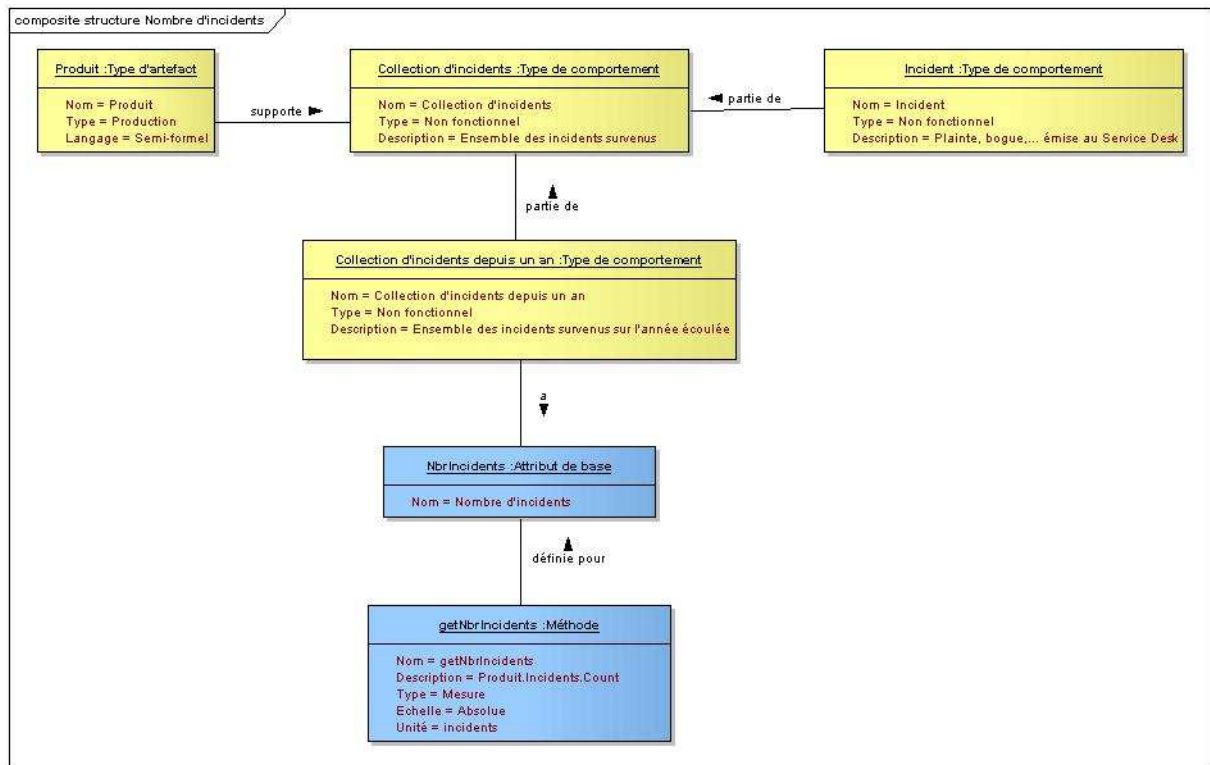 composite structure Nombre d'incidents
Produit :Type d'artefact
Nom = Produit
Type = Production
Langage = Semi-formel
supporte
Collection d'incidents :Type de comportement
Nom = Collection d'incidents
Type = Non fonctionnel
Description = Ensemble des incidents survenus
partie de
Incident :Type de comportement
Nom = Incident
Type = Non fonctionnel
Description = Plainte, bogue,... émise au Service Desk
partie de
Collection d'incidents depuis un an :Type de comportement
Nom = Collection d'incidents depuis un an
Type = Non fonctionnel
Description = Ensemble des incidents survenus sur l'année écoulée
a
NbrIncidents :Attribut de base
Nom = Nombre d'incidents
définie pour
getNbrIncidents :Méthode
Nom = getNbrIncidents
Description = Produit.Incidents.Count
Type = Mesure
Echelle = Absolue
Unité = incidents